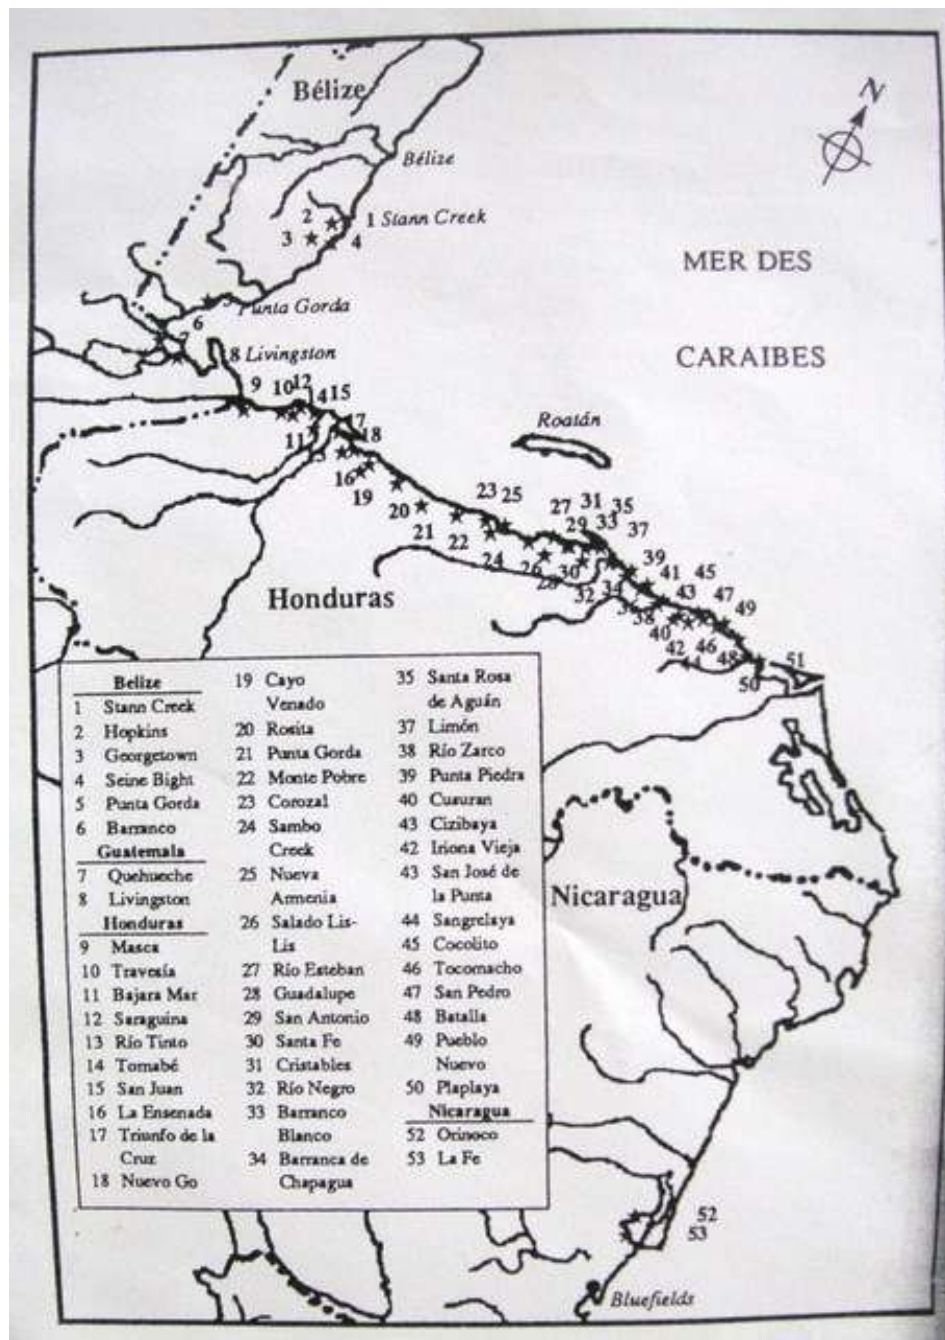 Bélize
N
Bélize
2
1 Stann Creek
3
4
MER DES
5
Punta Gorda
6
7
8 Livingston
CARAIBES
9
10
12
4
15
Roatán
11
17
18
16
19
20
21
22
23
25
24
26
27
29
31
33
35
37
30
32
34
39
41
45
43
47
49
38
40
42
46
48
50
51
Honduras
Belize
1 Stann Creek
2 Hopkins
3 Georgetown
4 Seine Bight
5 Punta Gorda
6 Barranco
Guatemala
7 Quehueche
8 Livingston
Honduras
9 Masca
10 Travesía
11 Bajara Mar
12 Saraguina
13 Río Tinto
14 Tomabé
15 San Juan
16 La Ensenada
17 Triunfo de la
Cruz
18 Nuevo Go
19 Cayo
Venado
20 Rosita
21 Punta Gorda
22 Monte Pobre
23 Corozal
24 Sambo
Creek
25 Nueva
Armenia
26 Salado Lis-
Lis
27 Río Esteban
28 Guadalupe
29 San Antonio
30 Santa Fe
31 Cristables
32 Río Negro
33 Barranco
Blanco
34 Barranca de
Chapagua
35 Santa Rosa
de Aguán
37 Limón
38 Río Zarco
39 Punta Piedra
40 Cusuran
43 Cizibaya
42 Iriona Vieja
43 San José de
la Punta
44 Sangrelaya
45 Cocolito
46 Tocomacho
47 San Pedro
48 Batalla
49 Pueblo
Nuevo
50 Plaplaya
Nicaragua
52 Orinoco
53 La Fe
Nicaragua
52
53
Bluefields